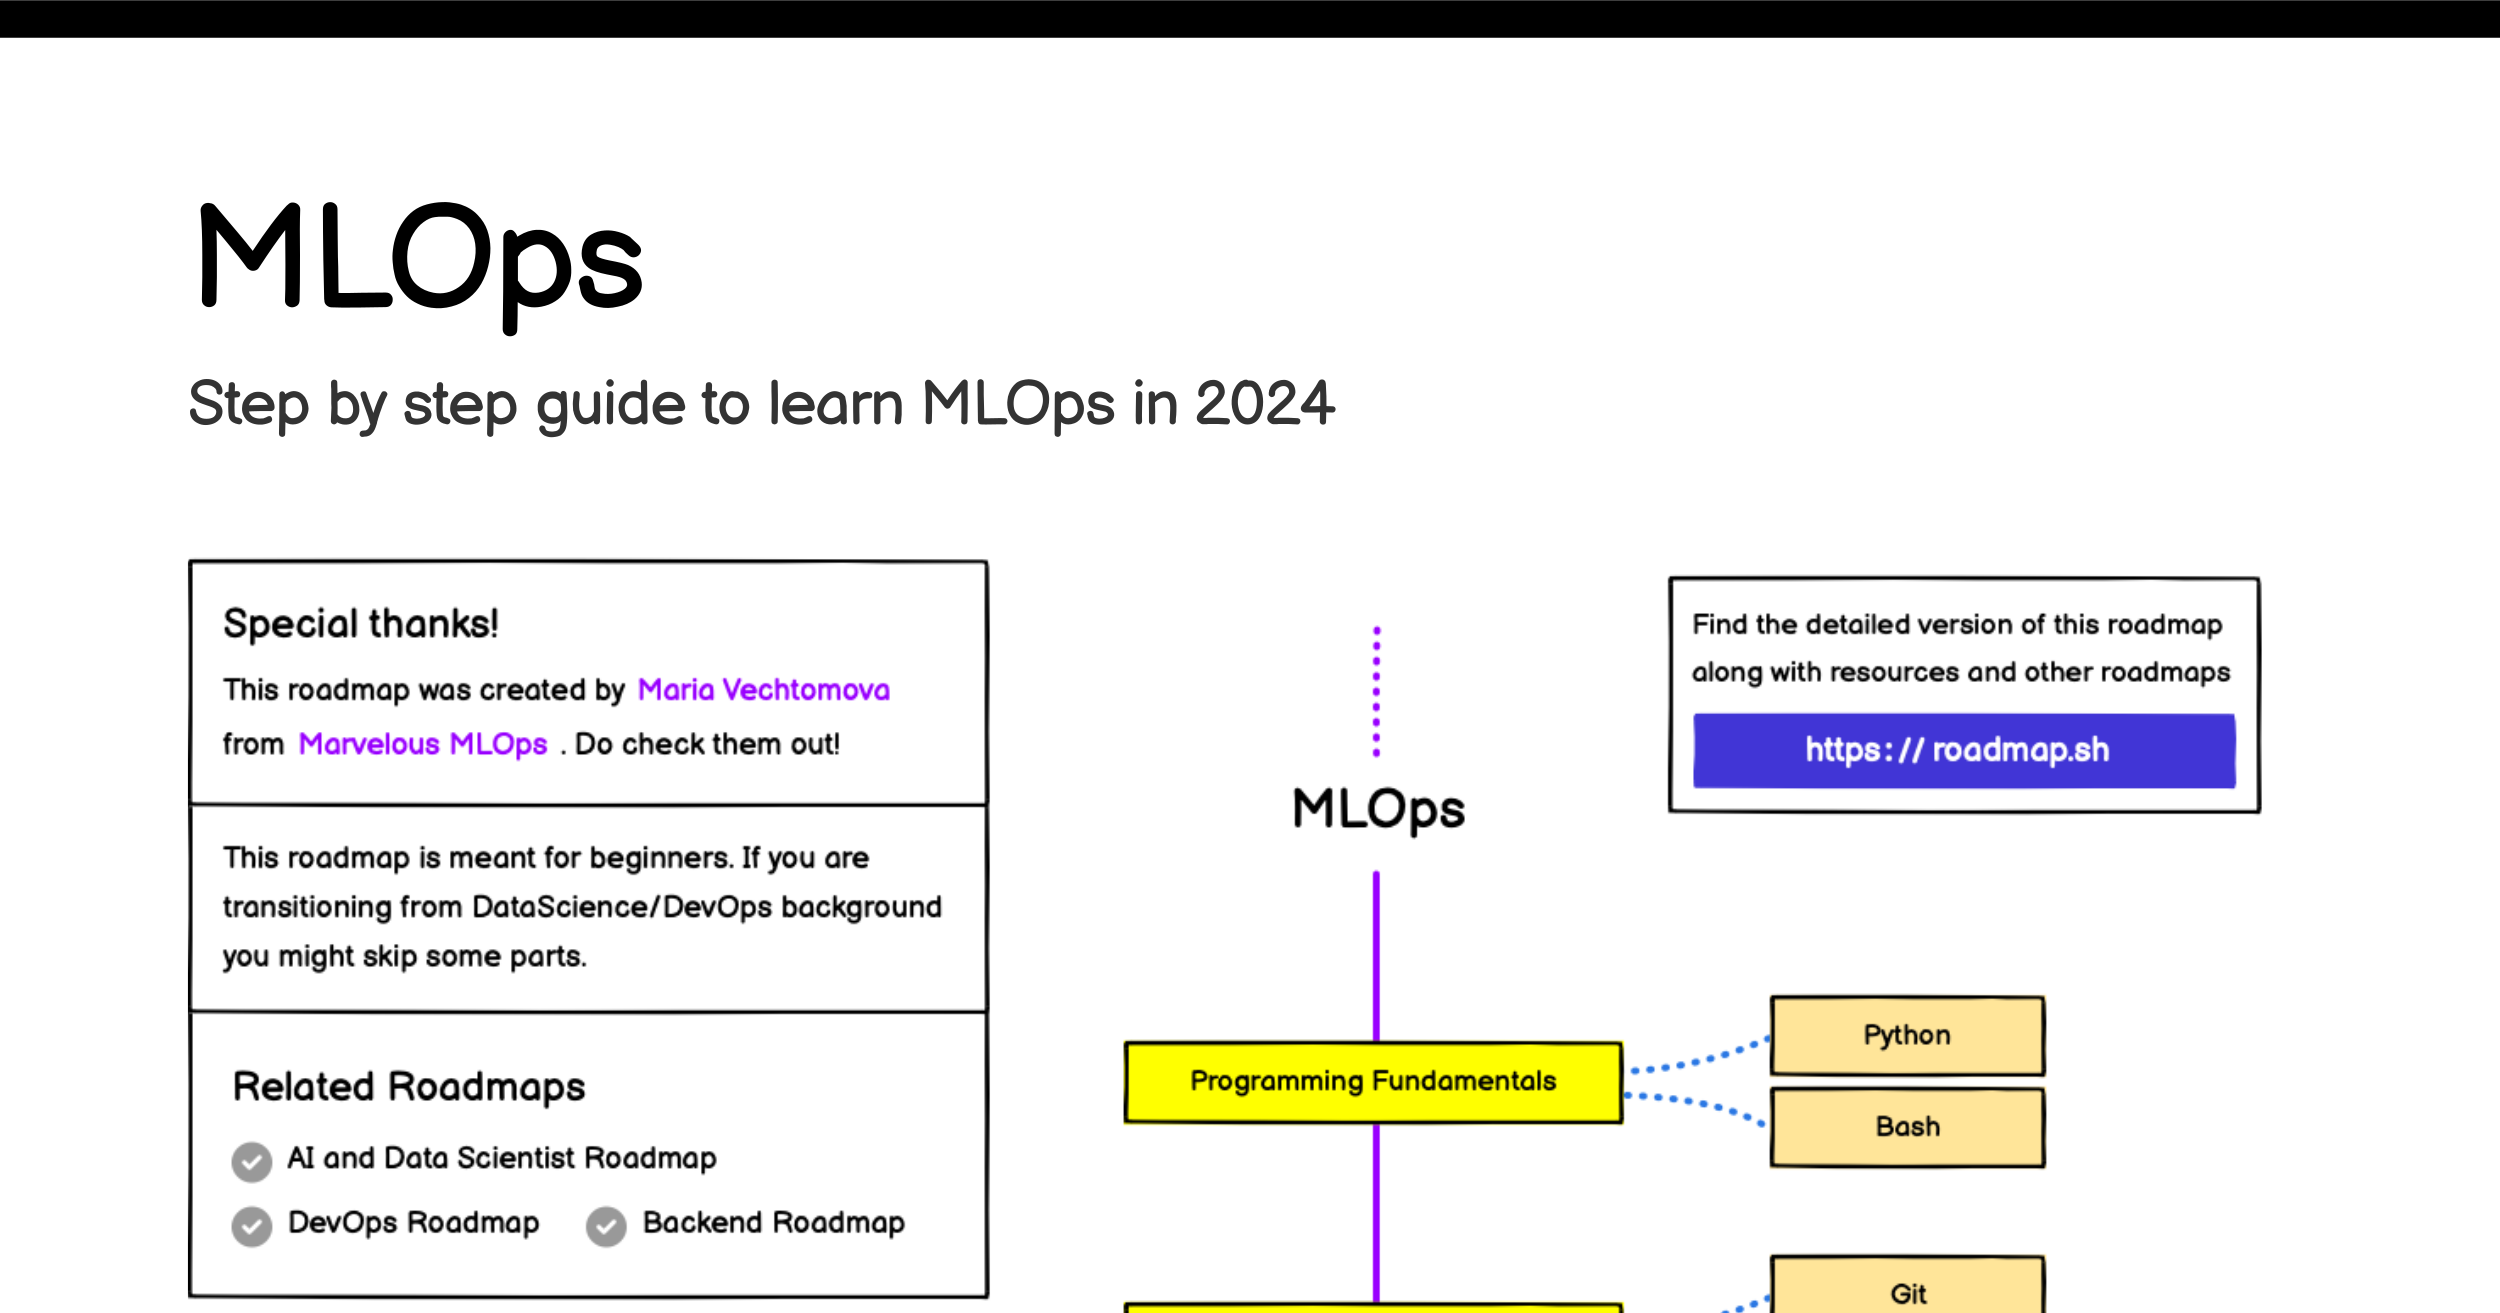 MLOps
Step by step guide to learn MLOps in 2024
Special thanks!
This roadmap was created by Maria Vechtomova
from Marvelous MLOps . Do check them out!
This roadmap is meant for beginners. If you are
transitioning from DataScience/DevOps background
you might skip some parts.
Related Roadmaps
AI and Data Scientist Roadmap
DevOps Roadmap
Backend Roadmap
Find the detailed version of this roadmap
along with resources and other roadmaps
https://roadmap.sh
MLOps
Programming Fundamentals
Python
Bash
Git